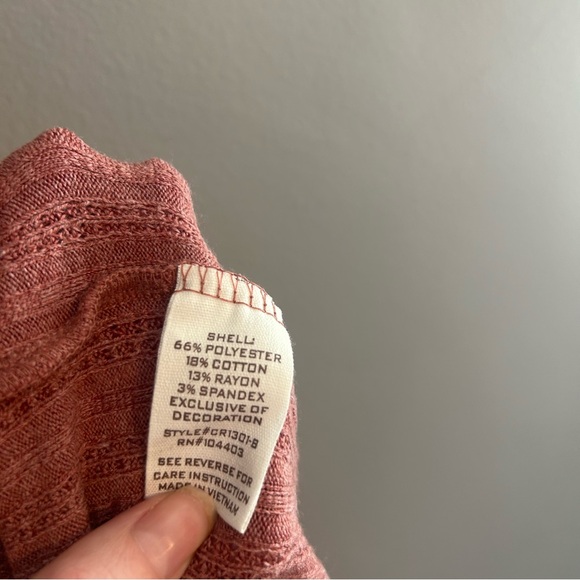 SHELL:
66% POLYESTER
18% COTTON
13% RAYON
3% SPANDEX
EXCLUSIVE OF
DECORATION
STYLE#CR1301-B
RN#104403
SEE REVERSE FOR
CARE INSTRUCTION
MADE IN VIETNAM